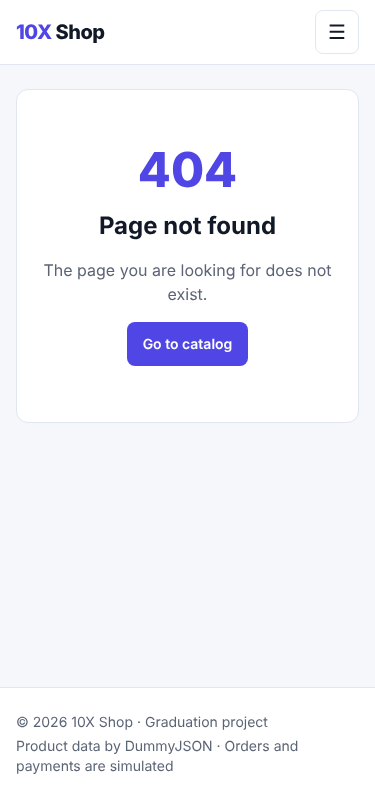 10X Shop
☰
404
Page not found
The page you are looking for does not
exist.
Go to catalog
© 2026 10X Shop · Graduation project
Product data by DummyJSON · Orders and
payments are simulated